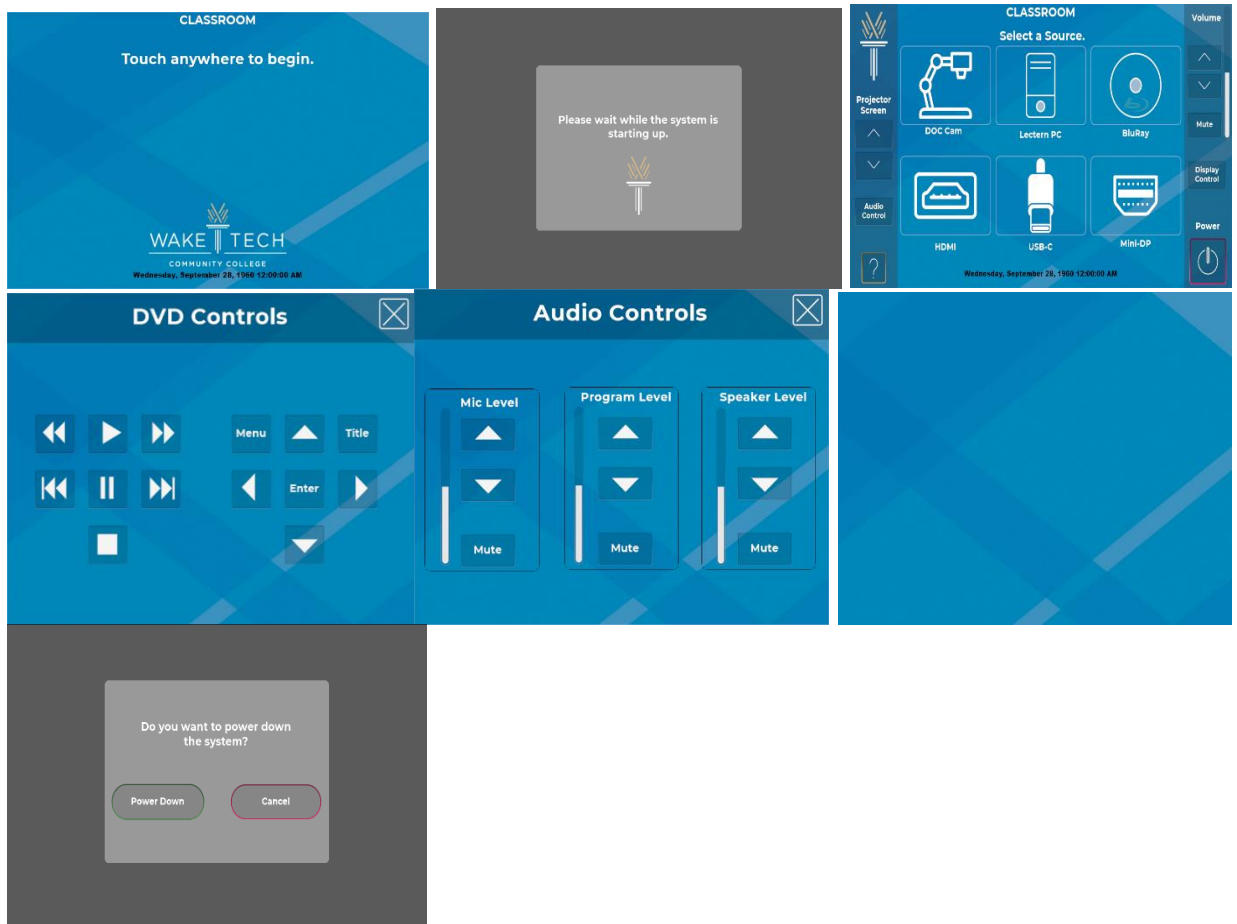 CLASSROOM
Touch anywhere to begin.
WAKE TECH
COMMUNITY COLLEGE
Wednesday, September 28, 1960 12:00:00 AM
Please wait while the system is
starting up.
CLASSROOM
Select a Source.
Volume
Projector
Screen
DOC Cam
Lectern PC
BluRay
Mute
Display
Control
Audio
Control
Power
HDMI
USB-C
Mini-DP
?
Wednesday, September 28, 1960 12:00:00 AM
DVD Controls
Menu
Title
Enter
Audio Controls
Mic Level
Program Level
Speaker Level
Mute
Mute
Mute
Do you want to power down
the system?
Power Down
Cancel